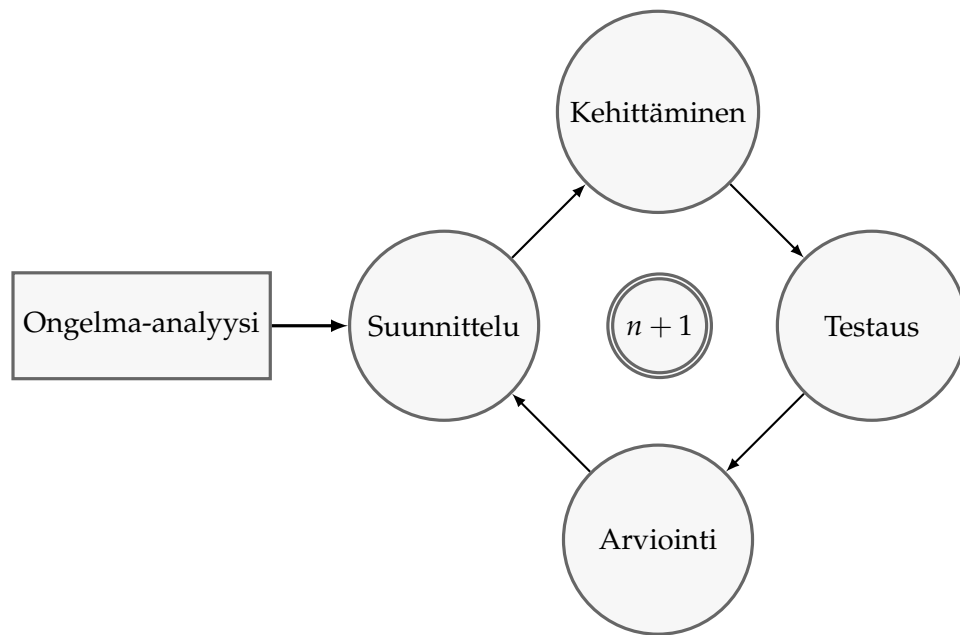 Kehittäminen
Ongelma-analyysi
Suunnittelu
n + 1
Testaus
Arviointi